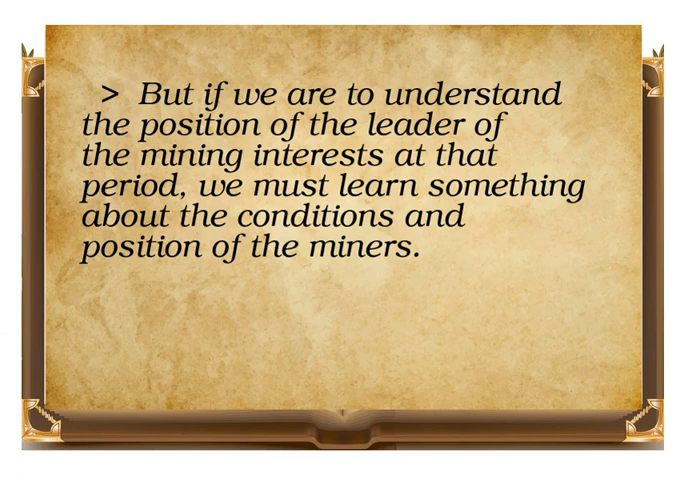 > But if we are to understand
the position of the leader of
the mining interests at that
period, we must learn something
about the conditions and
position of the miners.